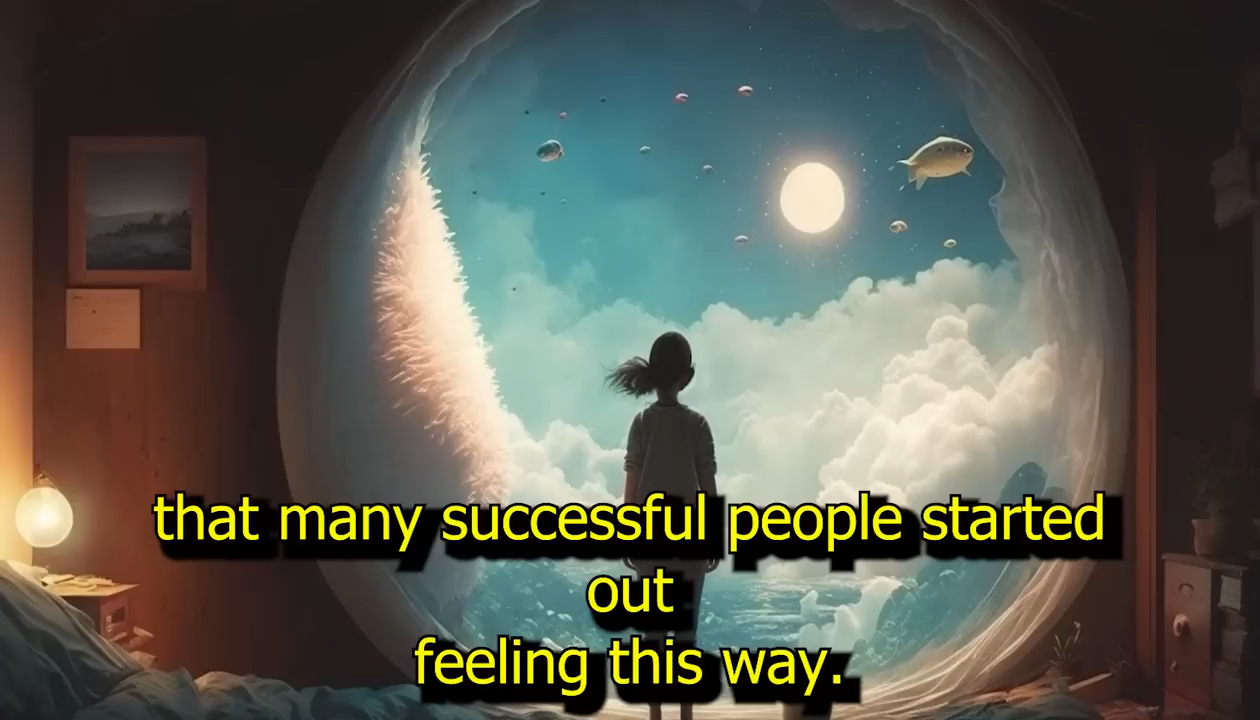 that many successful people started
out
feeling this way.